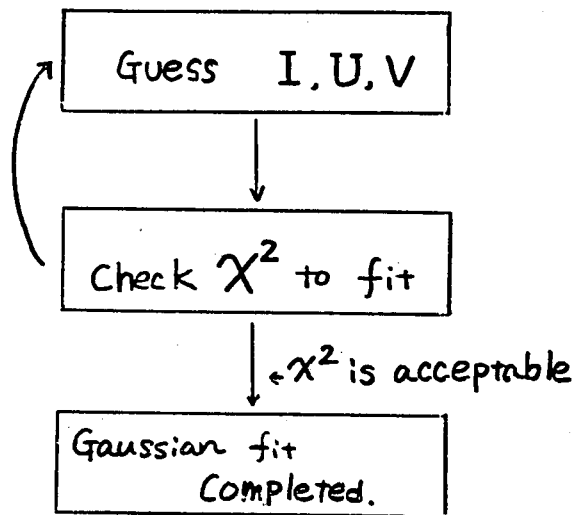 Guess I, U, V
Check χ² to fit
χ² is acceptable
Gaussian fit
Completed.